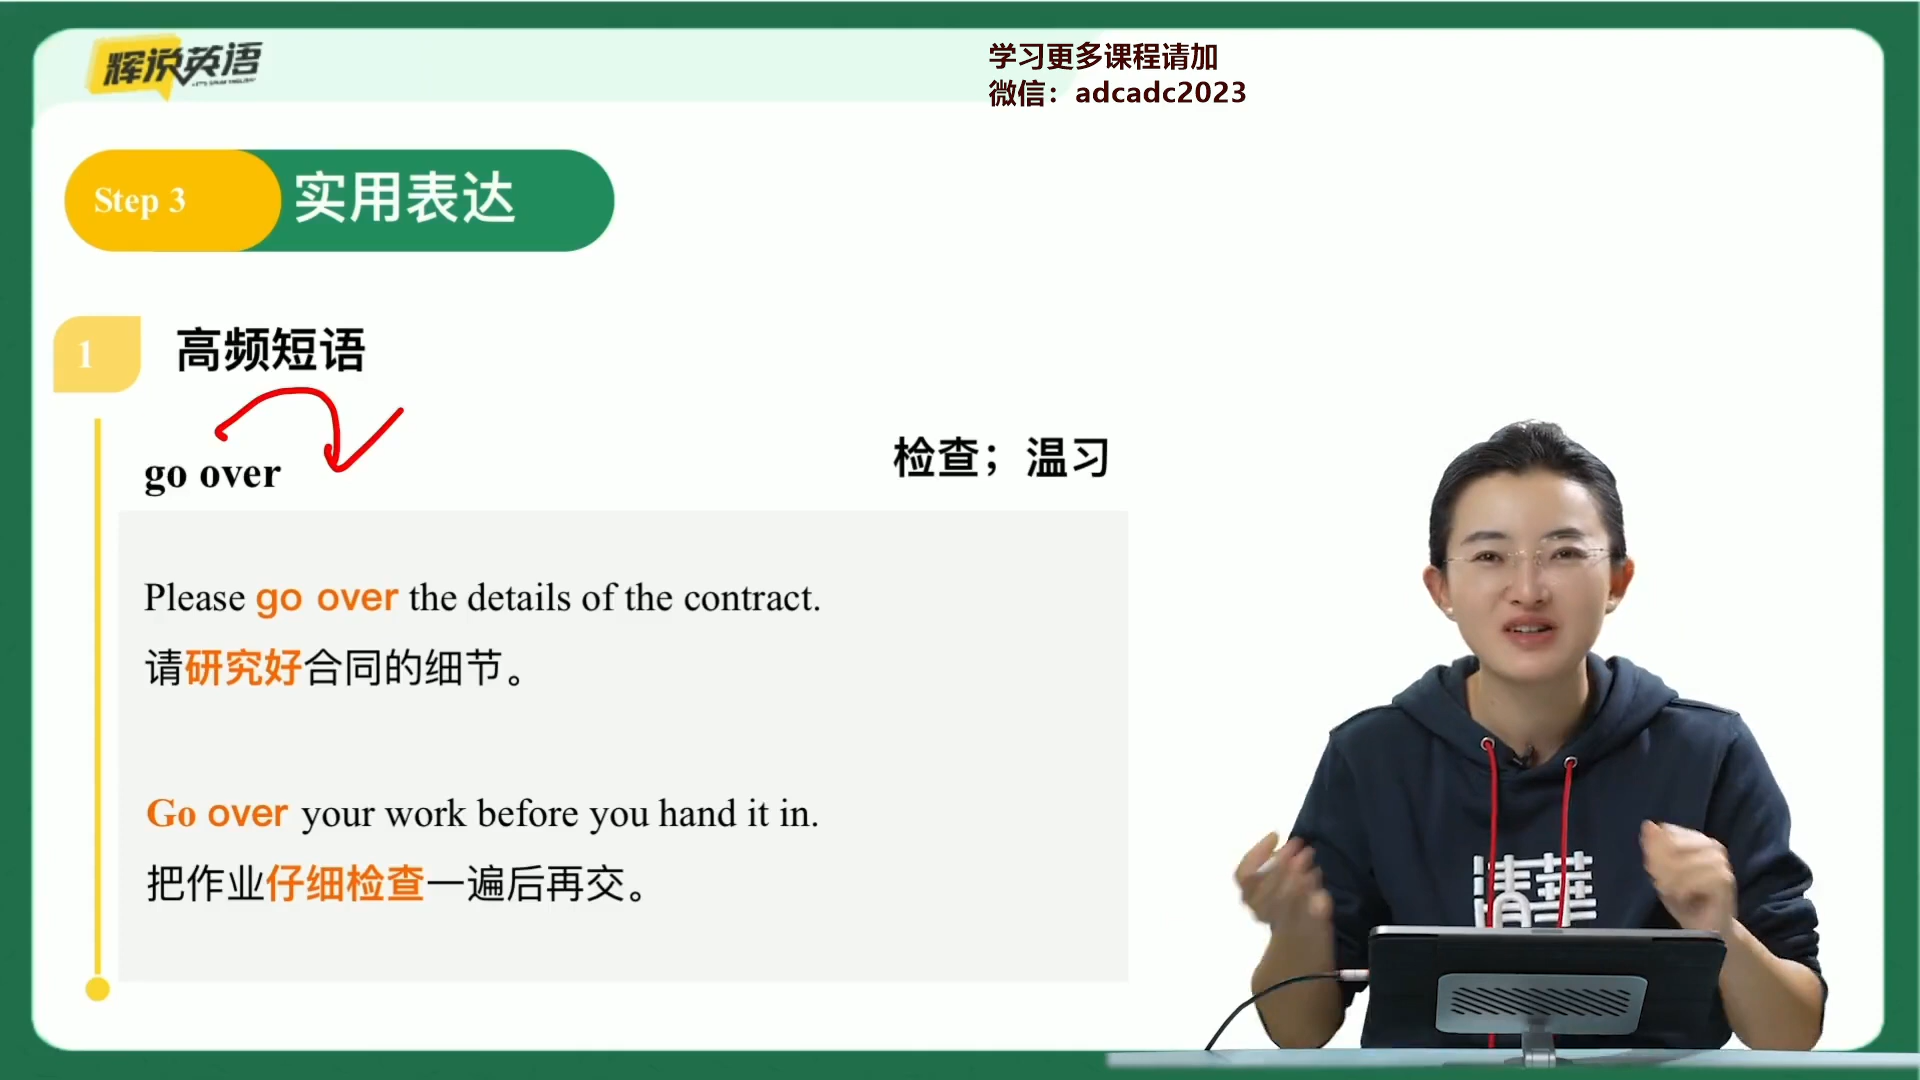 辉说英语
LET'S SPEAK ENGLISH!
学习更多课程请加
微信：adcadc2023
Step 3 实用表达
1 高频短语
go over 检查；温习
Please go over the details of the contract.
请研究好合同的细节。
Go over your work before you hand it in.
把作业仔细检查一遍后再交。
清華